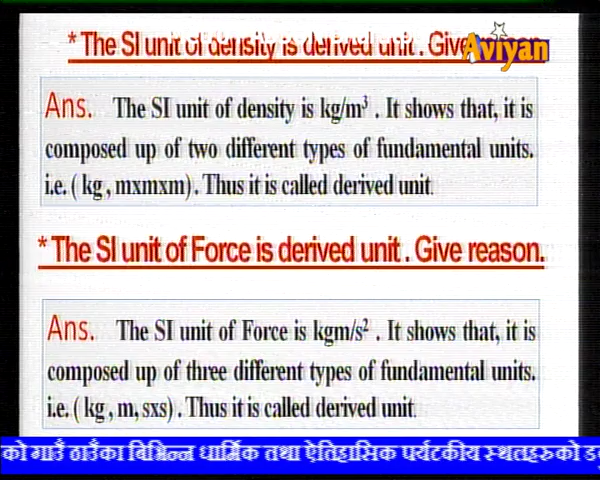 * The SI unit of density is derived unit . Give
Aviyan
Ans. The SI unit of density is kg/m³ . It shows that, it is
composed up of two different types of fundamental units.
i.e. ( kg , mxmxm) . Thus it is called derived unit.
* The SI unit of Force is derived unit . Give reason.
Ans. The SI unit of Force is kgm/s² . It shows that, it is
composed up of three different types of fundamental units.
i.e. ( kg , m, sxs) . Thus it is called derived unit.
को गाउँ ठाउँका बिभिन्न धार्मिक तथा ऐतिहासिक पर्यटकीय स्थलहरुको